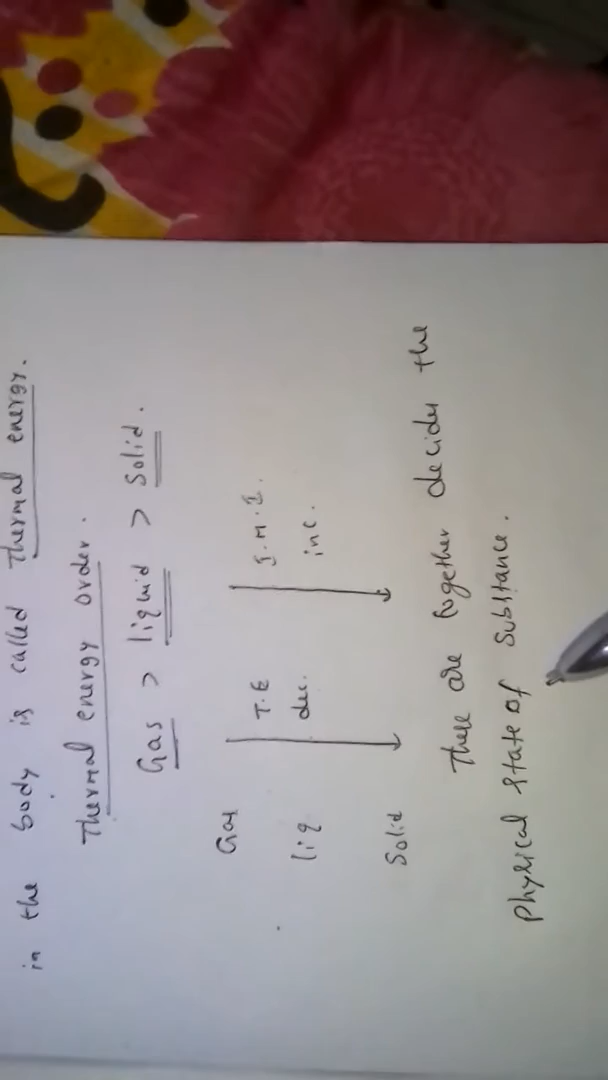 in the body is called thermal energy.
Thermal energy order.
Gas > liquid > Solid.
Gas T.E I.M.I.
liq dec. inc.
Solid
These are together decides the
Physical State of Substance.